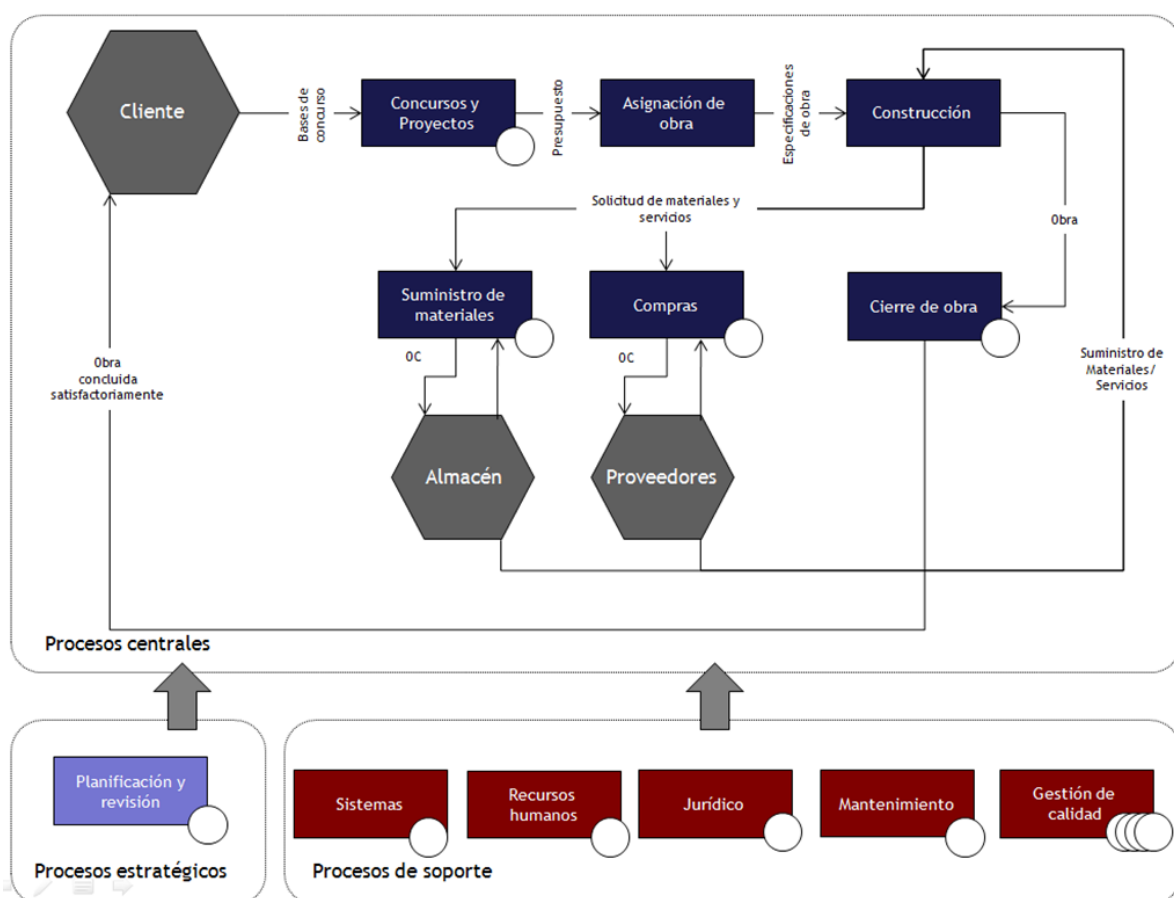 Cliente
Bases de
concurso
Concursos y
Proyectos
Presupuesto
Asignación de
obra
Especificaciones
de obra
Construcción
Solicitud de materiales y
servicios
Obra
Suministro de
materiales
Compras
Cierre de obra
OC
OC
Obra
concluida
satisfactoriamente
Suministro de
Materiales/
Servicios
Almacén
Proveedores
Procesos centrales
Planificación y
revisión
Sistemas
Recursos
humanos
Jurídico
Mantenimiento
Gestión de
calidad
Procesos estratégicos
Procesos de soporte